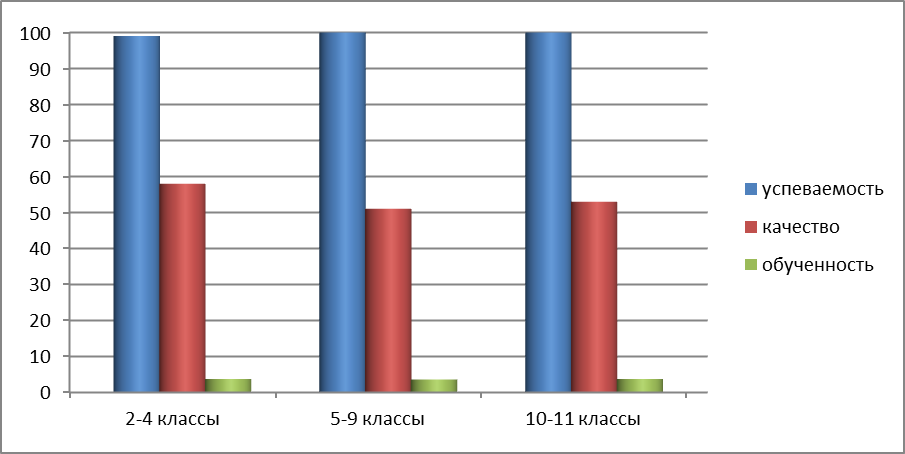 100
90
80
70
60
50
40
30
20
10
0
2-4 классы
5-9 классы
10-11 классы
успеваемость
качество
обученность